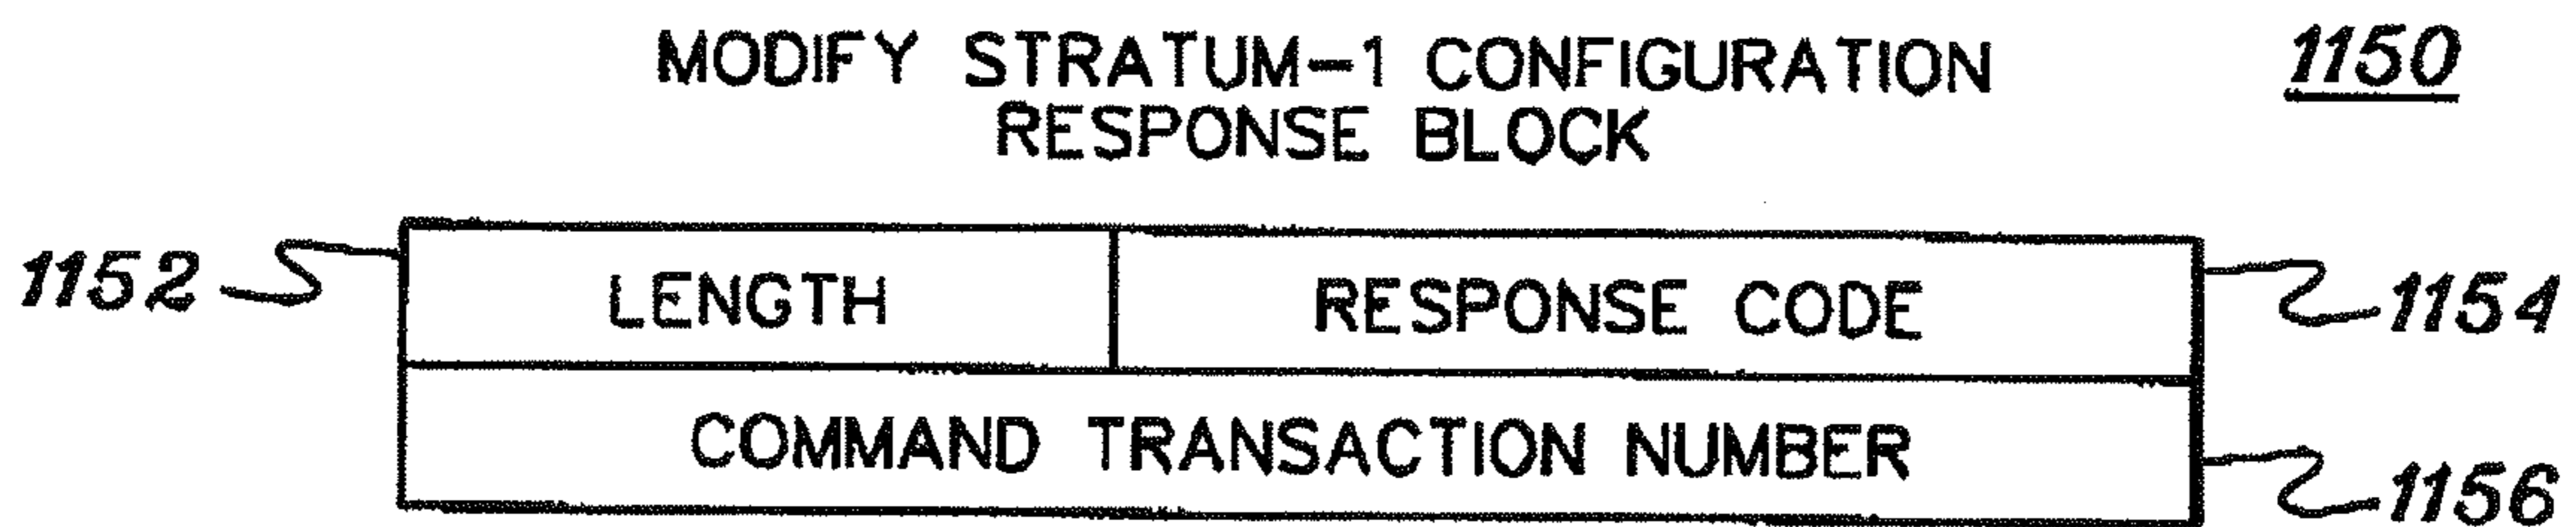 MODIFY STRATUM-1 CONFIGURATION 1150
RESPONSE BLOCK
1152 LENGTH RESPONSE CODE 1154
COMMAND TRANSACTION NUMBER 1156